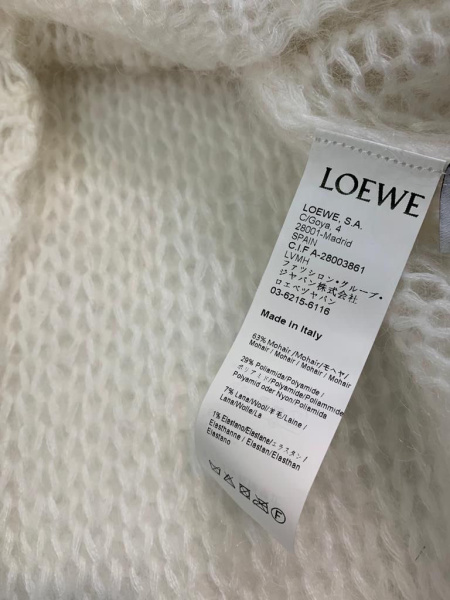 LOEWE
LOEWE, S.A.
C/Goya, 4
28001-Madrid
SPAIN
C.I.F A-28003861
LVMH
ファッション・グループ・
ジャパン株式会社
ロエベジャパン
03-6215-6116
Made in Italy
63% Mohair /Mohair/モヘヤ/
Mohair / Mohair / Mohair / Mohair
29% Poliamida/Polyamide /
ポリアミド/Polyamide/Poliammide
Polyamid oder Nyon/Poliamida
7% Lana/Wool/羊毛/Laine /
Lana/Wolle/La
1% Elastano/Elastane/エラスタン/
Elasthanne / Elastan/Elasthan
Elastano
F